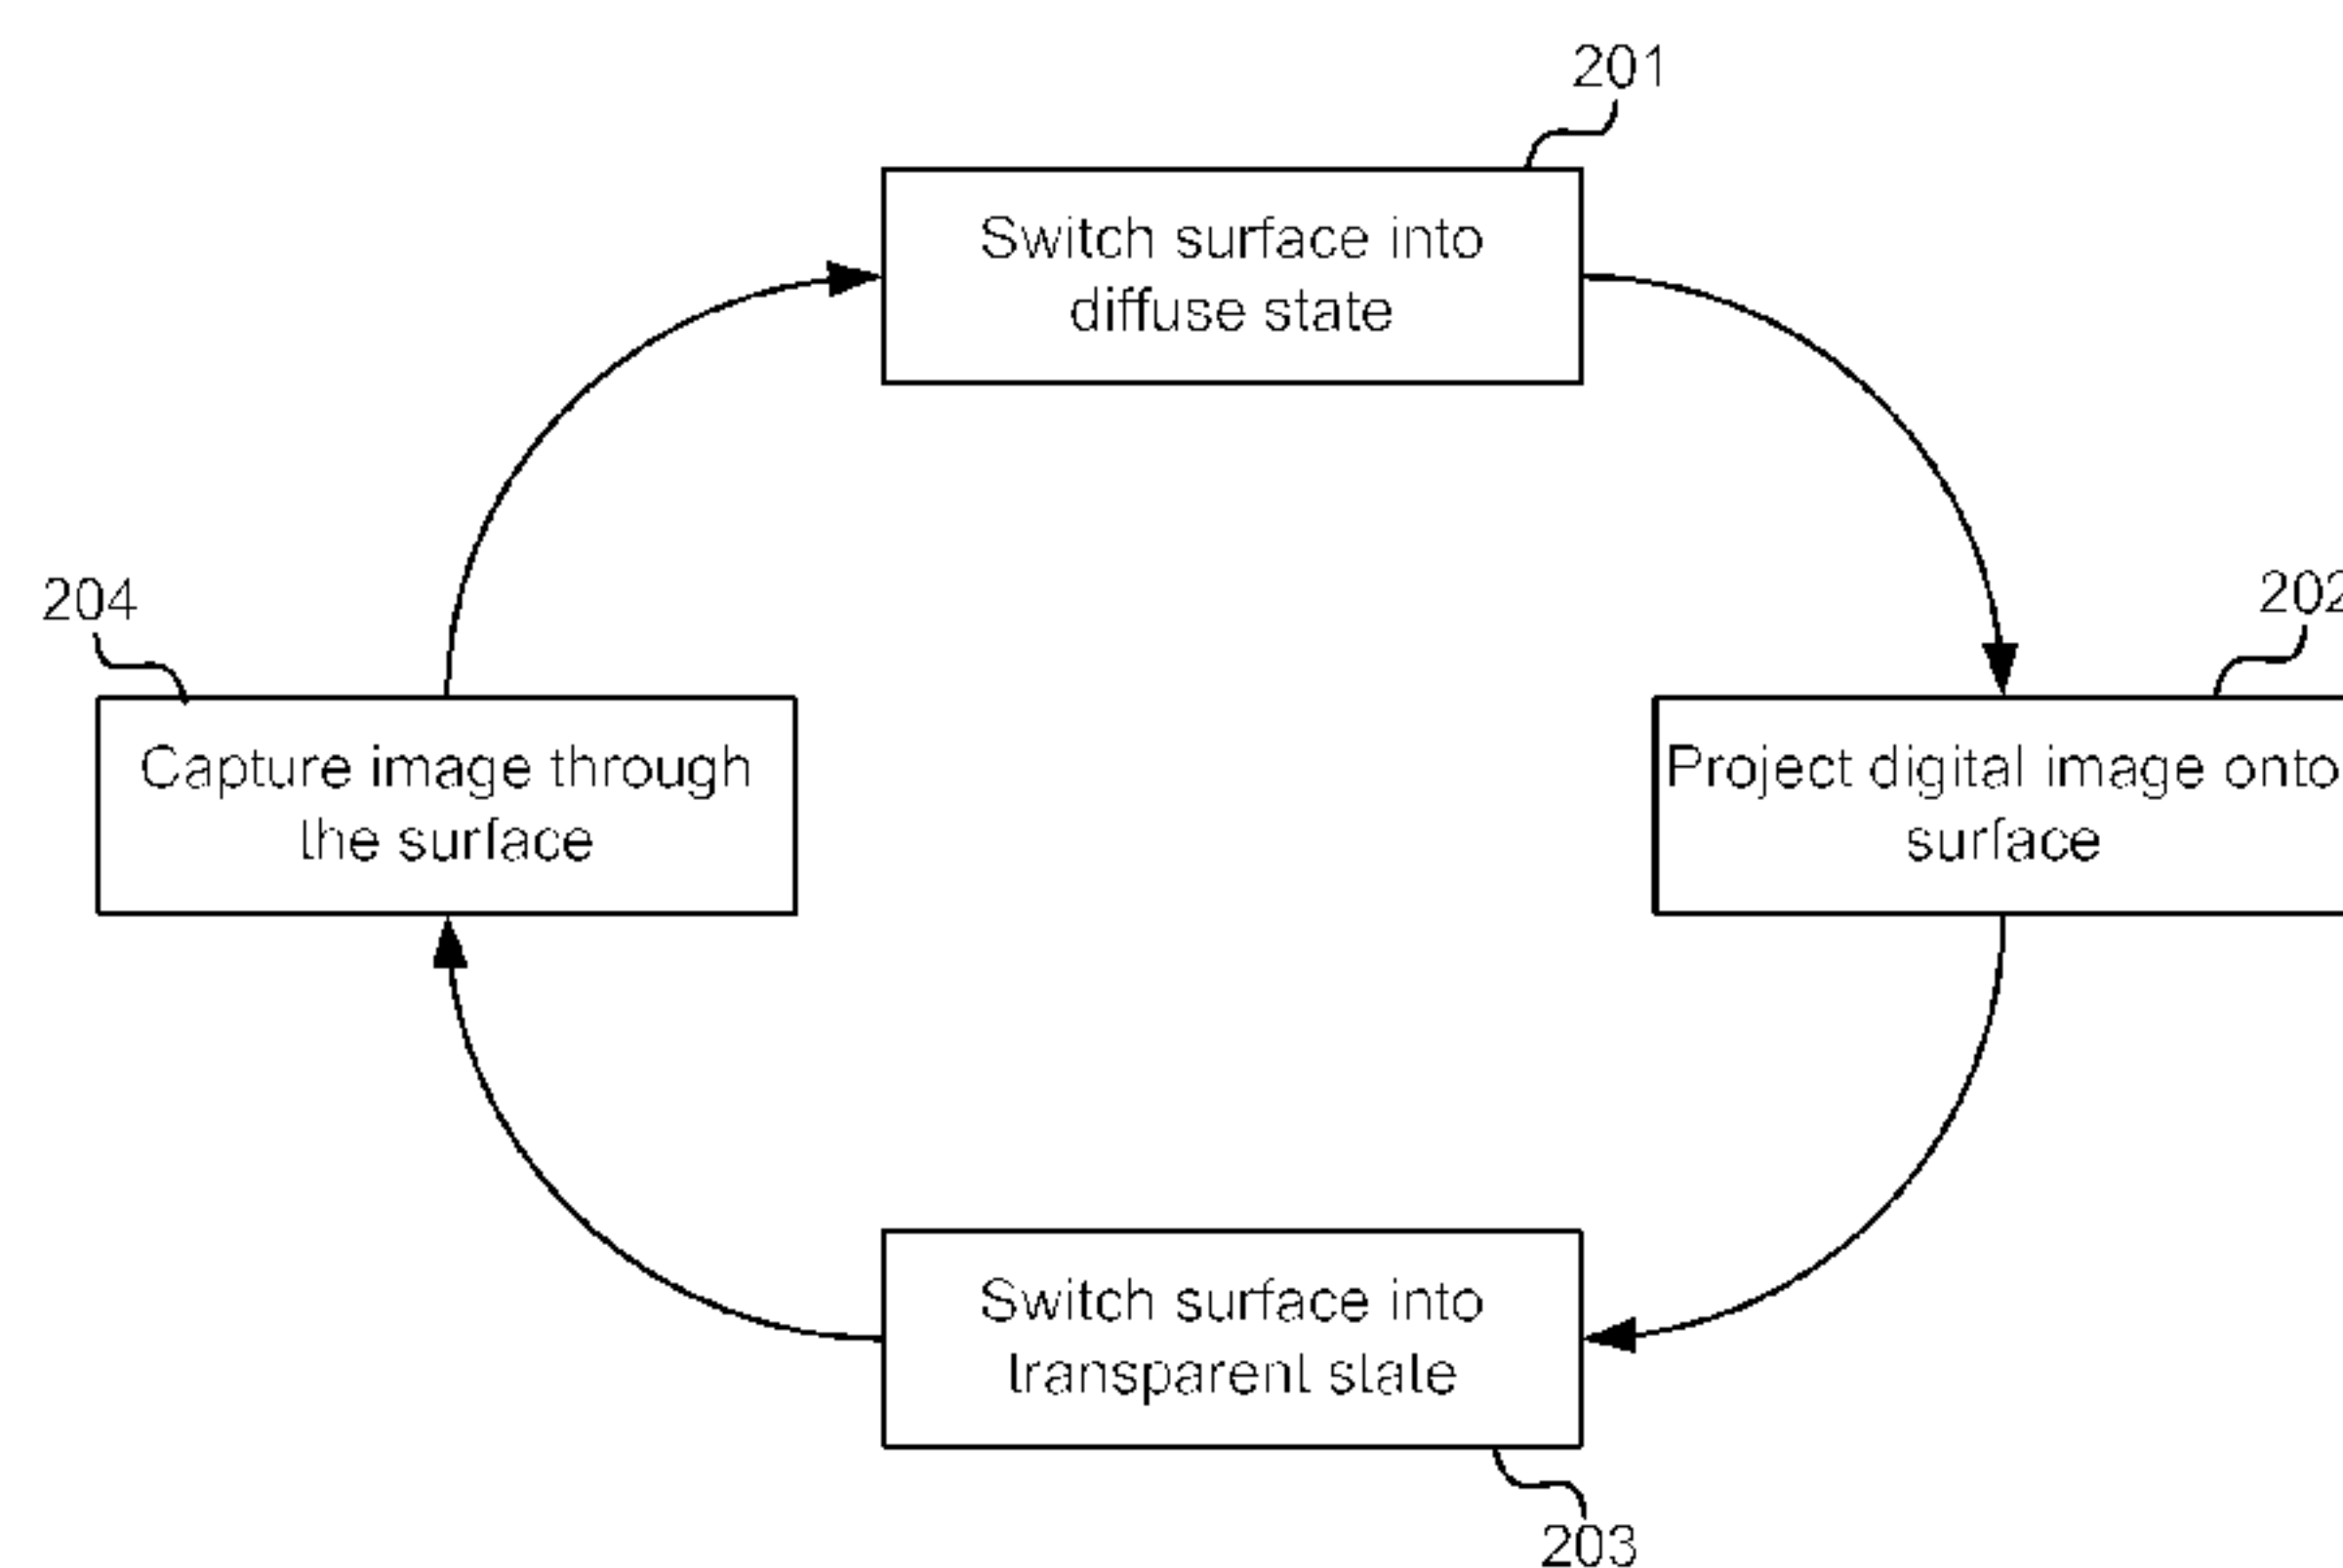 201
Switch surface into
diffuse state
204
202
Capture image through
the surface
Project digital image onto
surface
Switch surface into
transparent state
203